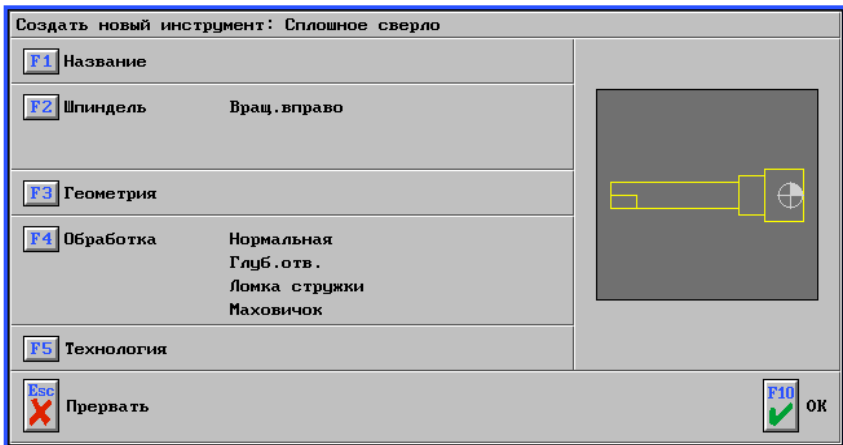 Создать новый инструмент: Сплошное сверло
F1 Название
F2 Шпиндель Вращ.вправо
F3 Геометрия
F4 Обработка Нормальная
Глуб.отв.
Ломка стружки
Маховичок
F5 Технология
Esc Прервать F10 ОК